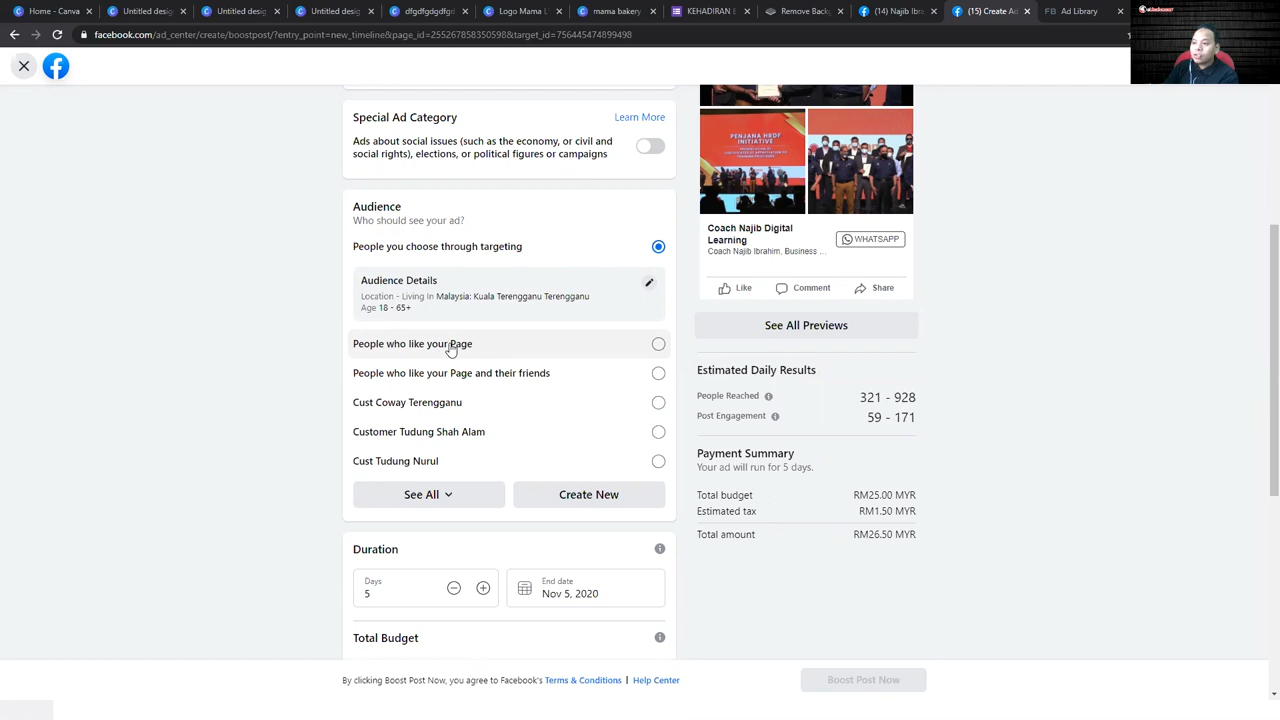 Home - Canva
Untitled desig
Untitled desig
Untitled desig
dfgdfgdgdfgd
Logo Mama L
mama bakery
KEHADIRAN E
Remove Back
(14) Najib Ibra
(15) Create Ad
Ad Library
facebook.com/ad_center/create/boostpost/?entry_point=new_timeline&page_id=255267858350598&target_id=756445474899498
Special Ad Category
Learn More
Ads about social issues (such as the economy, or civil and
social rights), elections, or political figures or campaigns
Audience
Who should see your ad?
People you choose through targeting
Audience Details
Location - Living In Malaysia: Kuala Terengganu Terengganu
Age 18 - 65+
People who like your Page
People who like your Page and their friends
Cust Coway Terengganu
Customer Tudung Shah Alam
Cust Tudung Nurul
See All
Create New
Duration
Days
5
End date
Nov 5, 2020
Total Budget
PENJANA HRDF
INITIATIVE
Coach Najib Digital
Learning
WHATSAPP
Coach Najib Ibrahim, Business ...
Like
Comment
Share
See All Previews
Estimated Daily Results
People Reached
321 - 928
Post Engagement
59 - 171
Payment Summary
Your ad will run for 5 days.
Total budget
RM25.00 MYR
Estimated tax
RM1.50 MYR
Total amount
RM26.50 MYR
By clicking Boost Post Now, you agree to Facebook's Terms & Conditions | Help Center
Boost Post Now